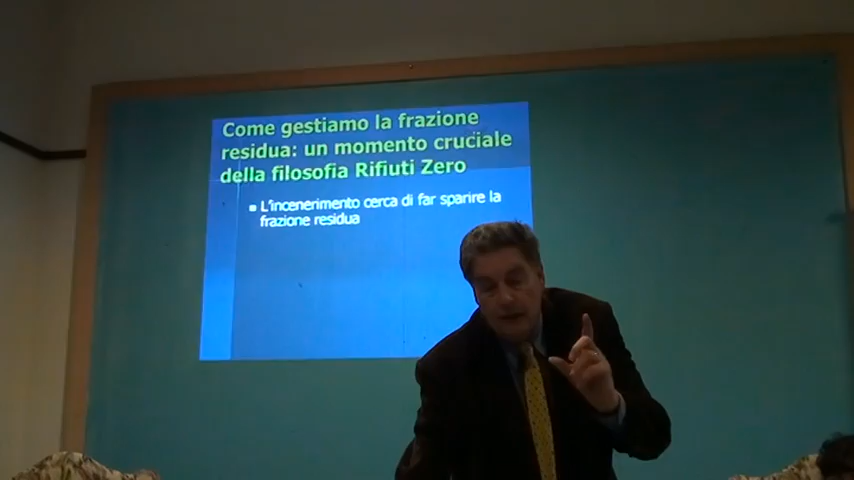 Come gestiamo la frazione
residua: un momento cruciale
della filosofia Rifiuti Zero
L'incenerimento cerca di far sparire la
frazione residua